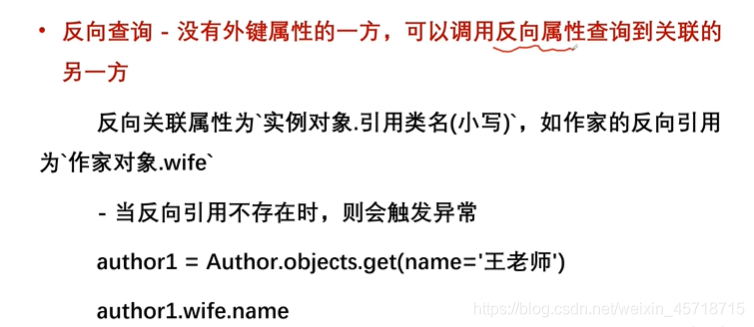 • 反向查询 - 没有外键属性的一方，可以调用反向属性查询到关联的
另一方
反向关联属性为`实例对象.引用类名(小写)`，如作家的反向引用
为`作家对象.wife`
- 当反向引用不存在时，则会触发异常
author1 = Author.objects.get(name='王老师')
author1.wife.name
https://blog.csdn.net/weixin_45718715